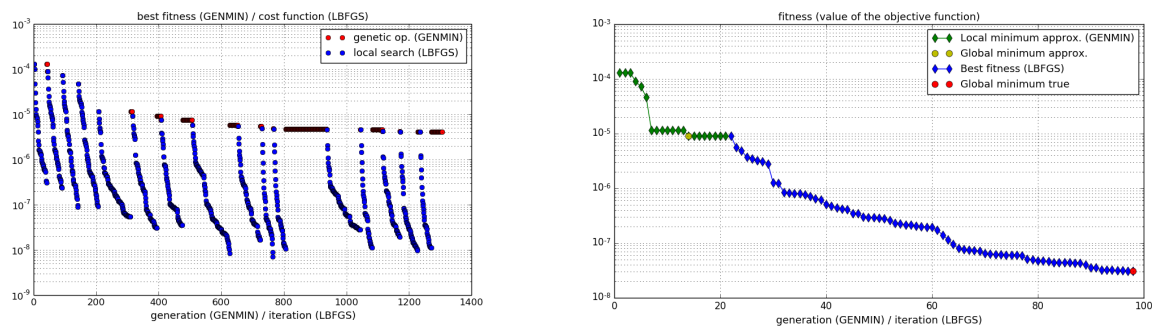 best fitness (GENMIN) / cost function (LBFGS)
10^-3
10^-4
10^-5
10^-6
10^-7
10^-8
10^-9
genetic op. (GENMIN)
local search (LBFGS)
0 200 400 600 800 1000 1200 1400
generation (GENMIN) / iteration (LBFGS)
fitness (value of the objective function)
10^-3
10^-4
10^-5
10^-6
10^-7
10^-8
Local minimum approx. (GENMIN)
Global minimum approx.
Best fitness (LBFGS)
Global minimum true
0 20 40 60 80 100
generation (GENMIN) / iteration (LBFGS)